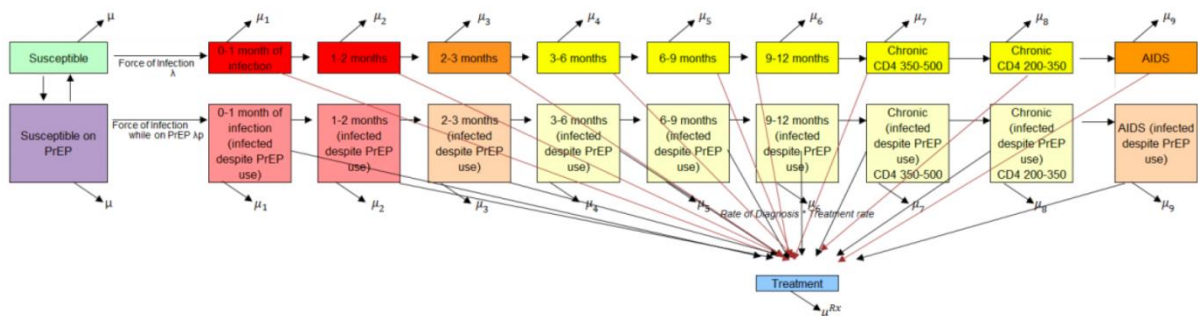 μ
μ₁
μ₂
μ₃
μ₄
μ₅
μ₆
μ₇
μ₈
μ₉
Susceptible
Force of Infection
λ
0-1 month of
infection
1-2 months
2-3 months
3-6 months
6-9 months
9-12 months
Chronic
CD4 350-500
Chronic
CD4 200-350
AIDS
Susceptible on
PrEP
Force of Infection
while on PrEP λp
0-1 month of
infection
(infected
despite PrEP
use)
1-2 months
(infected
despite PrEP
use)
2-3 months
(infected
despite PrEP
use)
3-6 months
(infected
despite PrEP
use)
6-9 months
(infected
despite PrEP
use)
9-12 months
(infected
despite PrEP
use)
Chronic
(infected
despite PrEP
use)
CD4 350-500
Chronic
(infected
despite PrEP
use)
CD4 200-350
AIDS (infected
despite PrEP
use)
μ
μ₁
μ₂
μ₃
μ₄
μ₅
μ₆
μ₇
μ₈
μ₉
Rate of Diagnosis * Treatment rate
Treatment
μᴿˣ